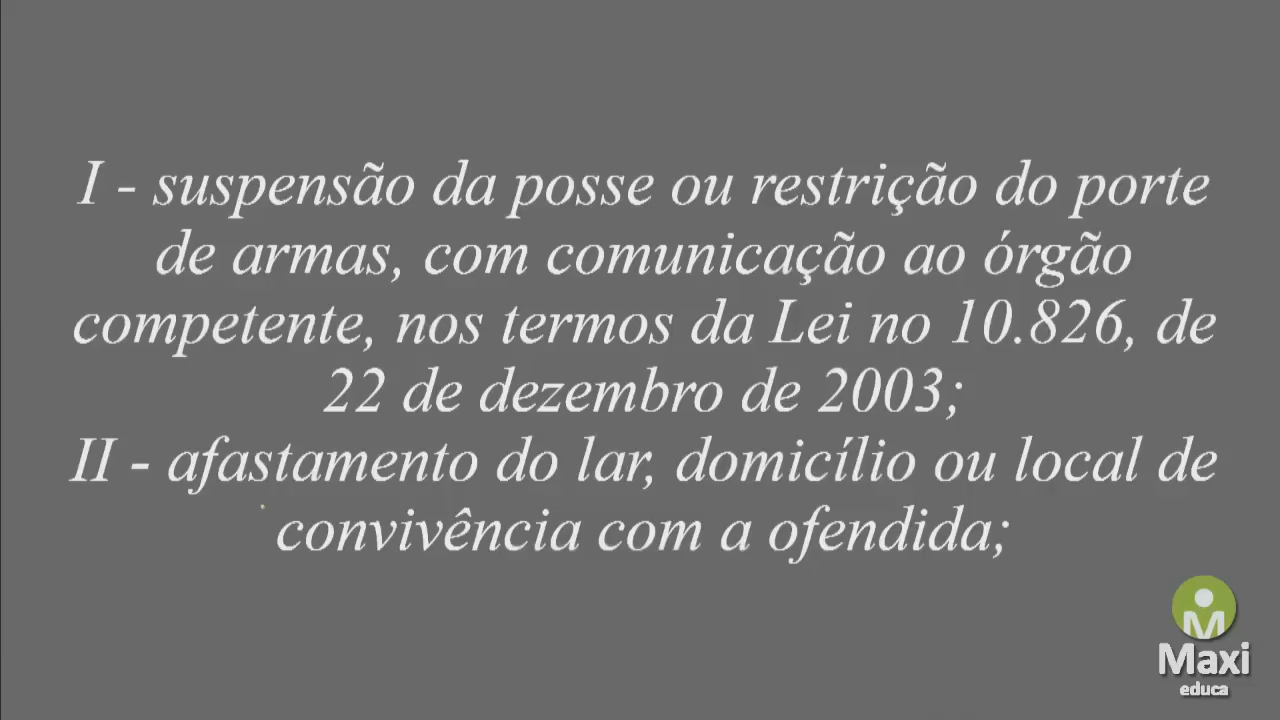 I - suspensão da posse ou restrição do porte
de armas, com comunicação ao órgão
competente, nos termos da Lei no 10.826, de
22 de dezembro de 2003;
II - afastamento do lar, domicílio ou local de
convivência com a ofendida;
M
Maxi
educa